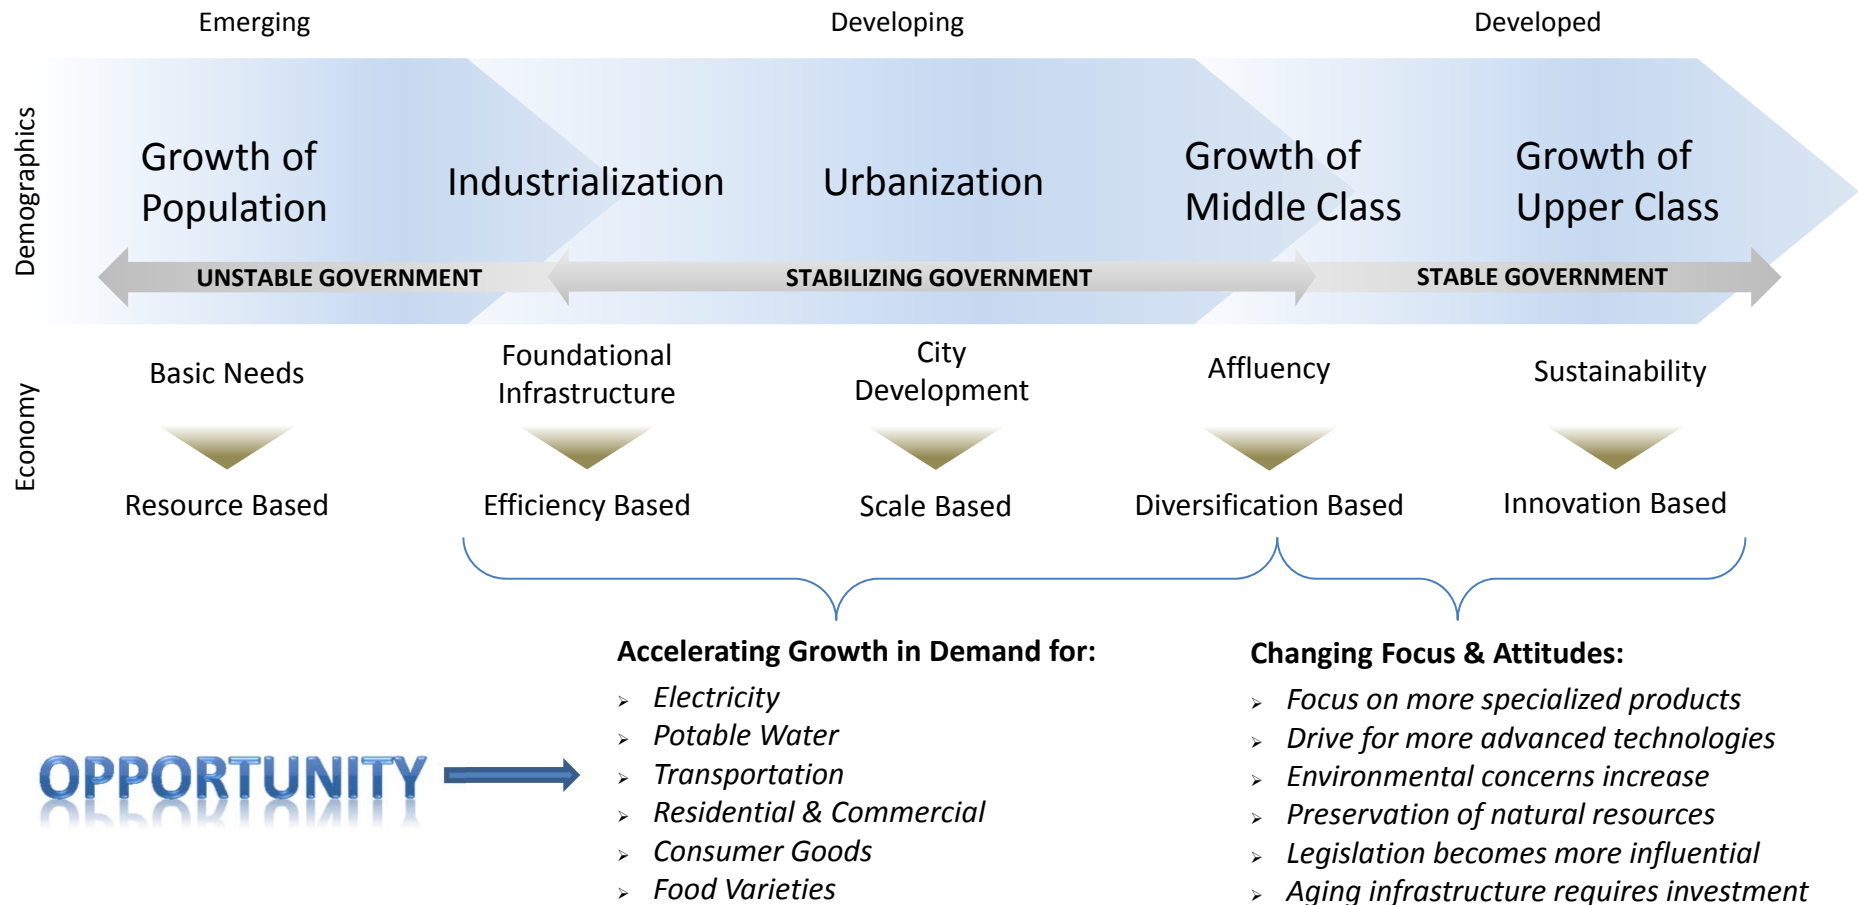 Emerging
Developing
Developed
Demographics
Growth of
Population
Industrialization
Urbanization
Growth of
Middle Class
Growth of
Upper Class
UNSTABLE GOVERNMENT
STABILIZING GOVERNMENT
STABLE GOVERNMENT
Economy
Basic Needs
Foundational
Infrastructure
City
Development
Affluency
Sustainability
Resource Based
Efficiency Based
Scale Based
Diversification Based
Innovation Based
OPPORTUNITY
Accelerating Growth in Demand for:
➢ Electricity
➢ Potable Water
➢ Transportation
➢ Residential & Commercial
➢ Consumer Goods
➢ Food Varieties
Changing Focus & Attitudes:
➢ Focus on more specialized products
➢ Drive for more advanced technologies
➢ Environmental concerns increase
➢ Preservation of natural resources
➢ Legislation becomes more influential
➢ Aging infrastructure requires investment